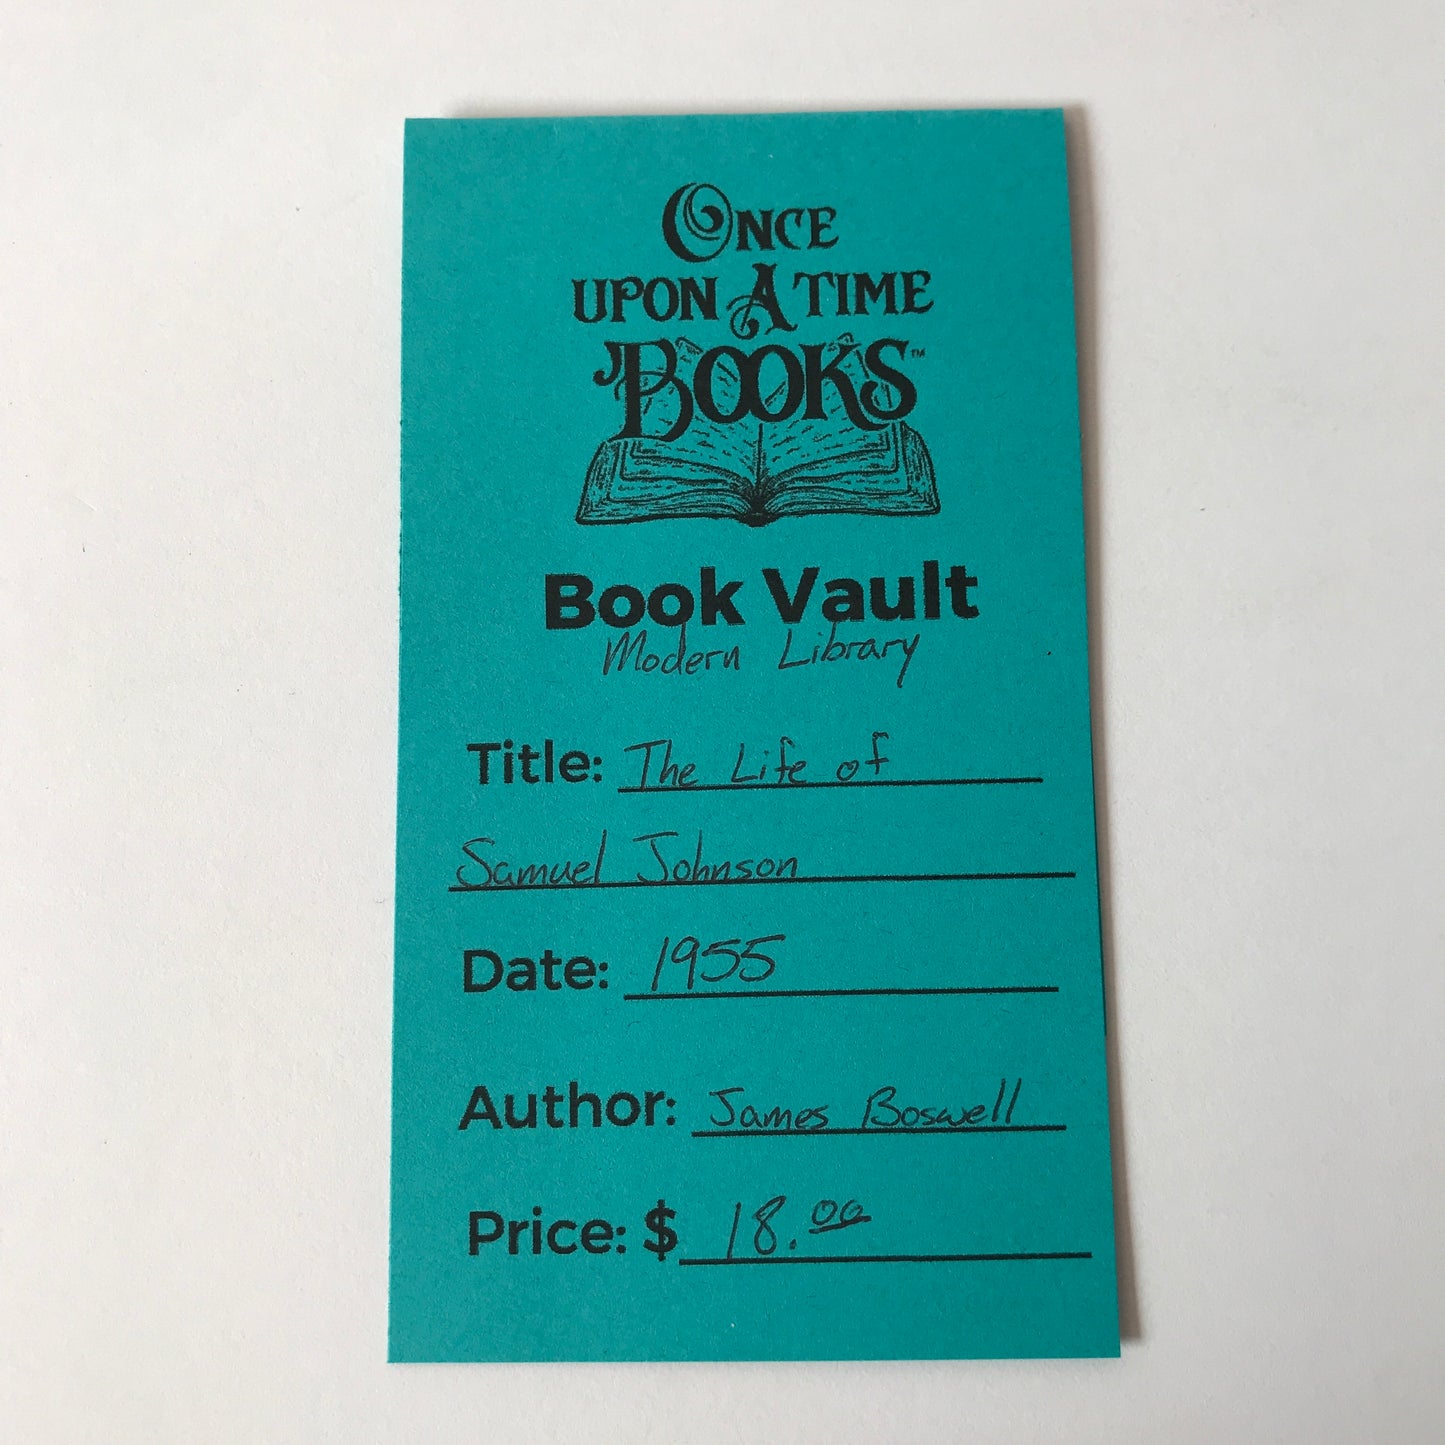 ONCE
UPON A TIME
BOOKS™
Book Vault
Modern Library
Title: The Life of
Samuel Johnson
Date: 1955
Author: James Boswell
Price: $ 18.00